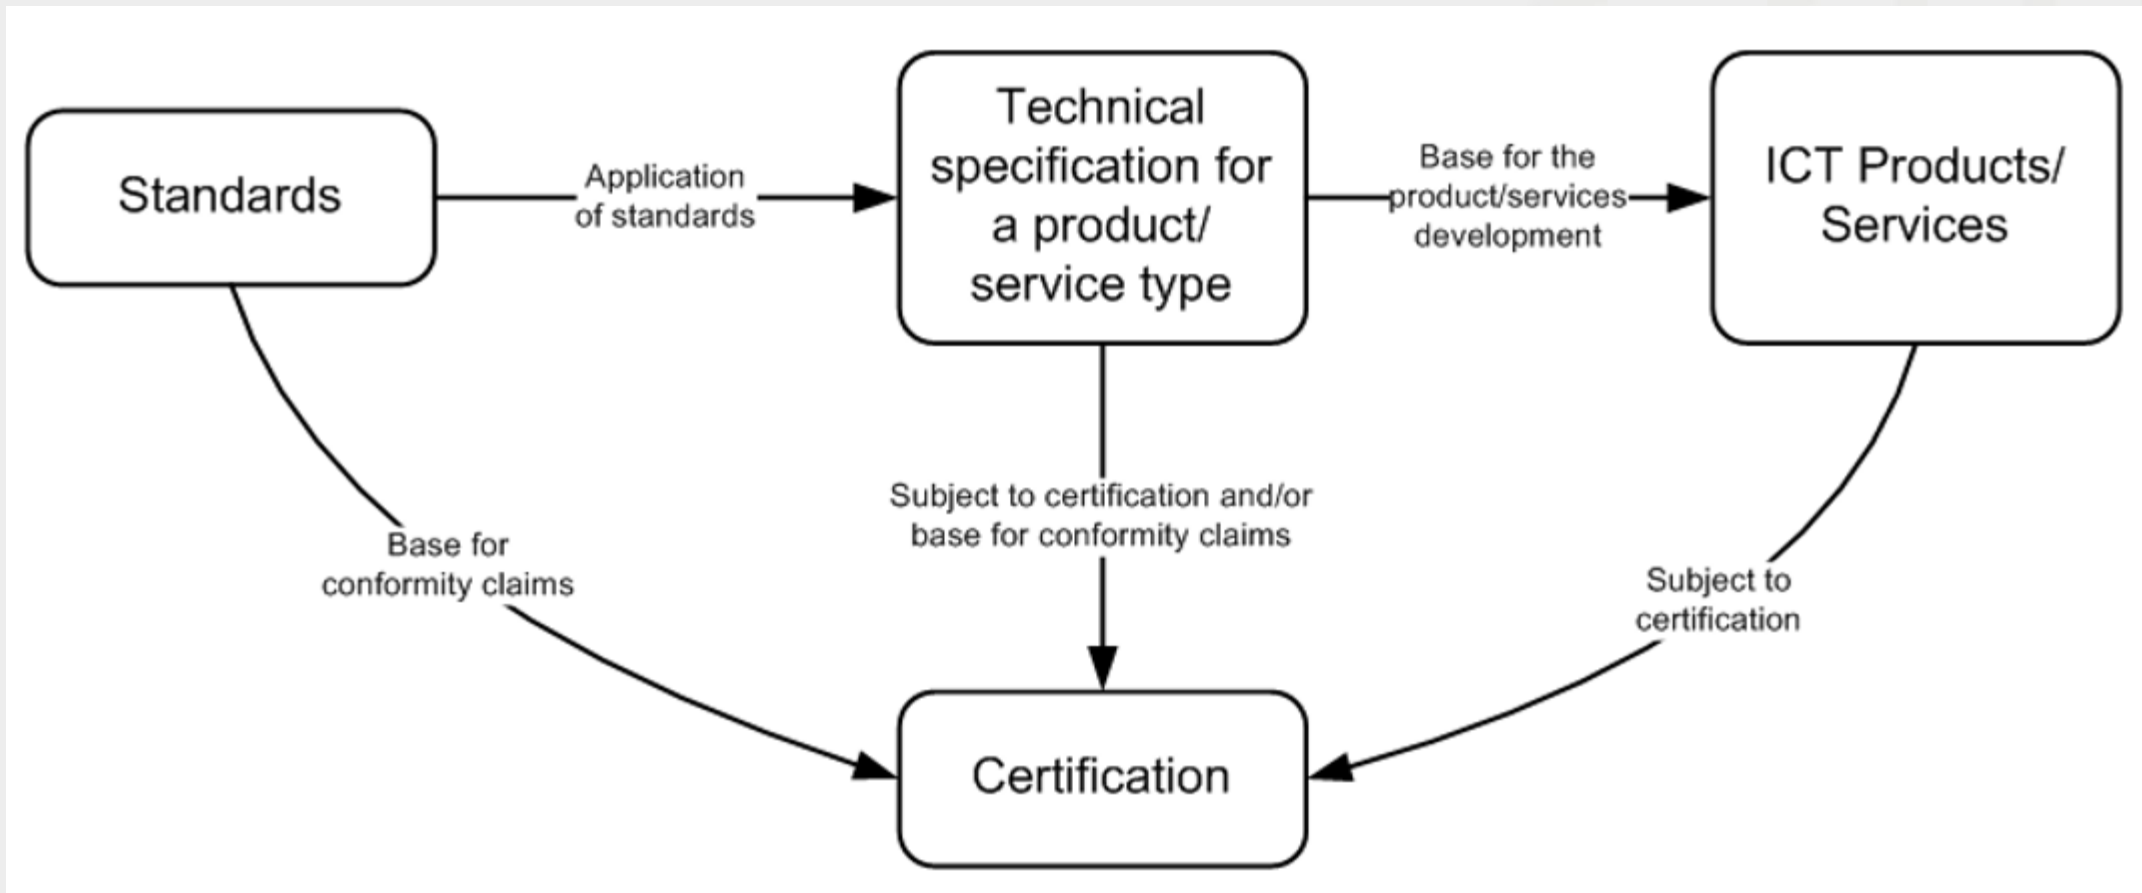 Standards
Application
of standards
Technical
specification for
a product/
service type
Base for the
product/services
development
ICT Products/
Services
Base for
conformity claims
Subject to certification and/or
base for conformity claims
Subject to
certification
Certification